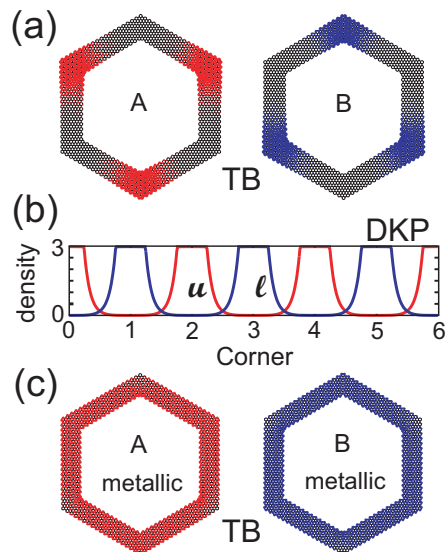 (a)
A
B
TB
(b)
DKP
3
density
u
ℓ
0
0 1 2 3 4 5 6
Corner
(c)
A
metallic
B
metallic
TB